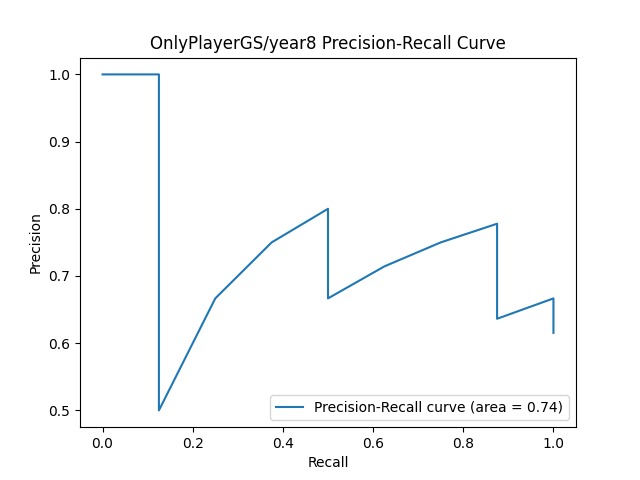 OnlyPlayerGS/year8 Precision-Recall Curve
1.0
0.9
0.8
0.7
0.6
0.5
Precision
Precision-Recall curve (area = 0.74)
0.0 0.2 0.4 0.6 0.8 1.0
Recall